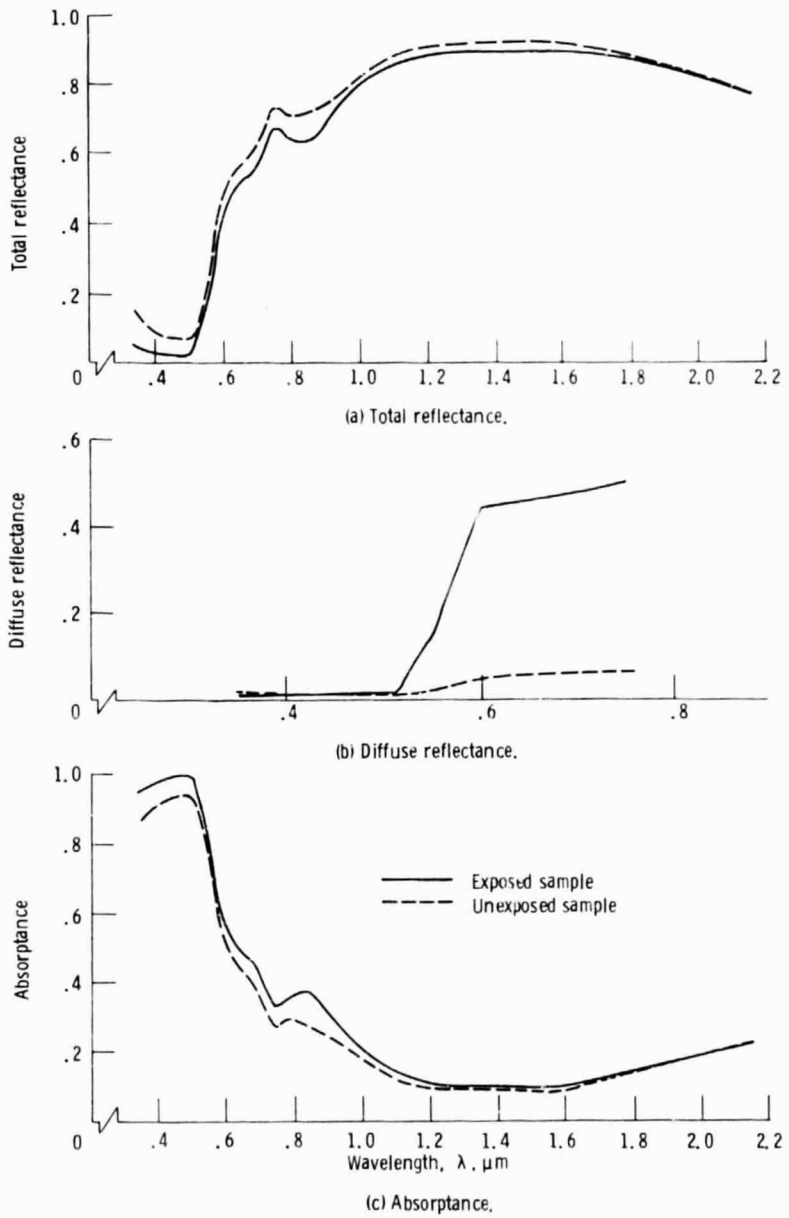 1.0
.8
.6
.4
.2
0
Total reflectance
.4 .6 .8 1.0 1.2 1.4 1.6 1.8 2.0 2.2
(a) Total reflectance.
.6
.4
.2
0
Diffuse reflectance
.4 .6 .8
(b) Diffuse reflectance.
1.0
.8
.6
.4
.2
0
Absorptance
Exposed sample
Unexposed sample
.4 .6 .8 1.0 1.2 1.4 1.6 1.8 2.0 2.2
Wavelength, λ, μm
(c) Absorptance.